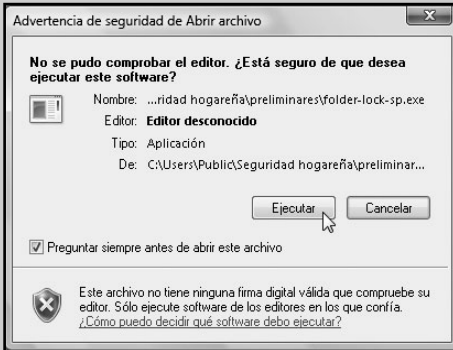 Advertencia de seguridad de Abrir archivo
No se pudo comprobar el editor. ¿Está seguro de que desea
ejecutar este software?
Nombre: ...ridad hogareña\preliminares\folder-lock-sp.exe
Editor: Editor desconocido
Tipo: Aplicación
De: C:\Users\Public\Seguridad hogareña\preliminar...
Ejecutar Cancelar
Preguntar siempre antes de abrir este archivo
Este archivo no tiene ninguna firma digital válida que compruebe su
editor. Sólo ejecute software de los editores en los que confía.
¿Cómo puedo decidir qué software debo ejecutar?